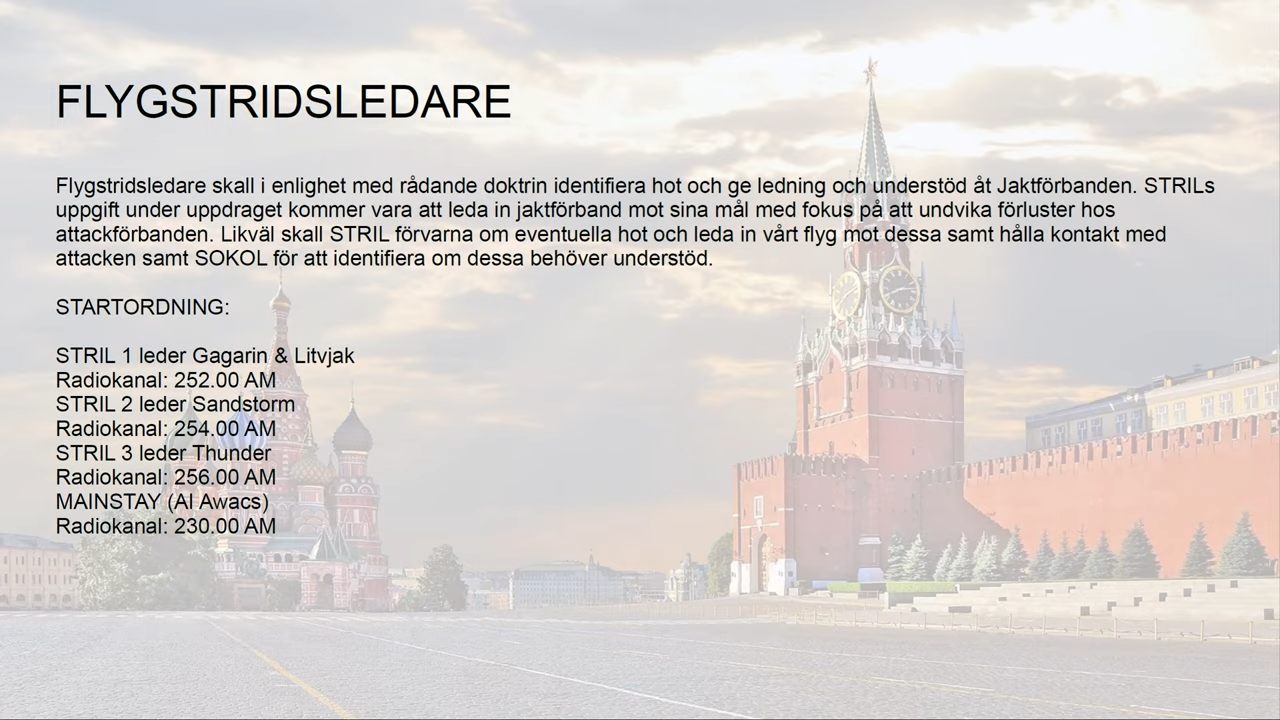 FLYGSTRIDSLEDARE
Flygstridsledare skall i enlighet med rådande doktrin identifiera hot och ge ledning och understöd åt Jaktförbanden. STRILs
uppgift under uppdraget kommer vara att leda in jaktförband mot sina mål med fokus på att undvika förluster hos
attackförbanden. Likväl skall STRIL förvarna om eventuella hot och leda in vårt flyg mot dessa samt hålla kontakt med
attacken samt SOKOL för att identifiera om dessa behöver understöd.
STARTORDNING:
STRIL 1 leder Gagarin & Litvjak
Radiokanal: 252.00 AM
STRIL 2 leder Sandstorm
Radiokanal: 254.00 AM
STRIL 3 leder Thunder
Radiokanal: 256.00 AM
MAINSTAY (AI Awacs)
Radiokanal: 230.00 AM